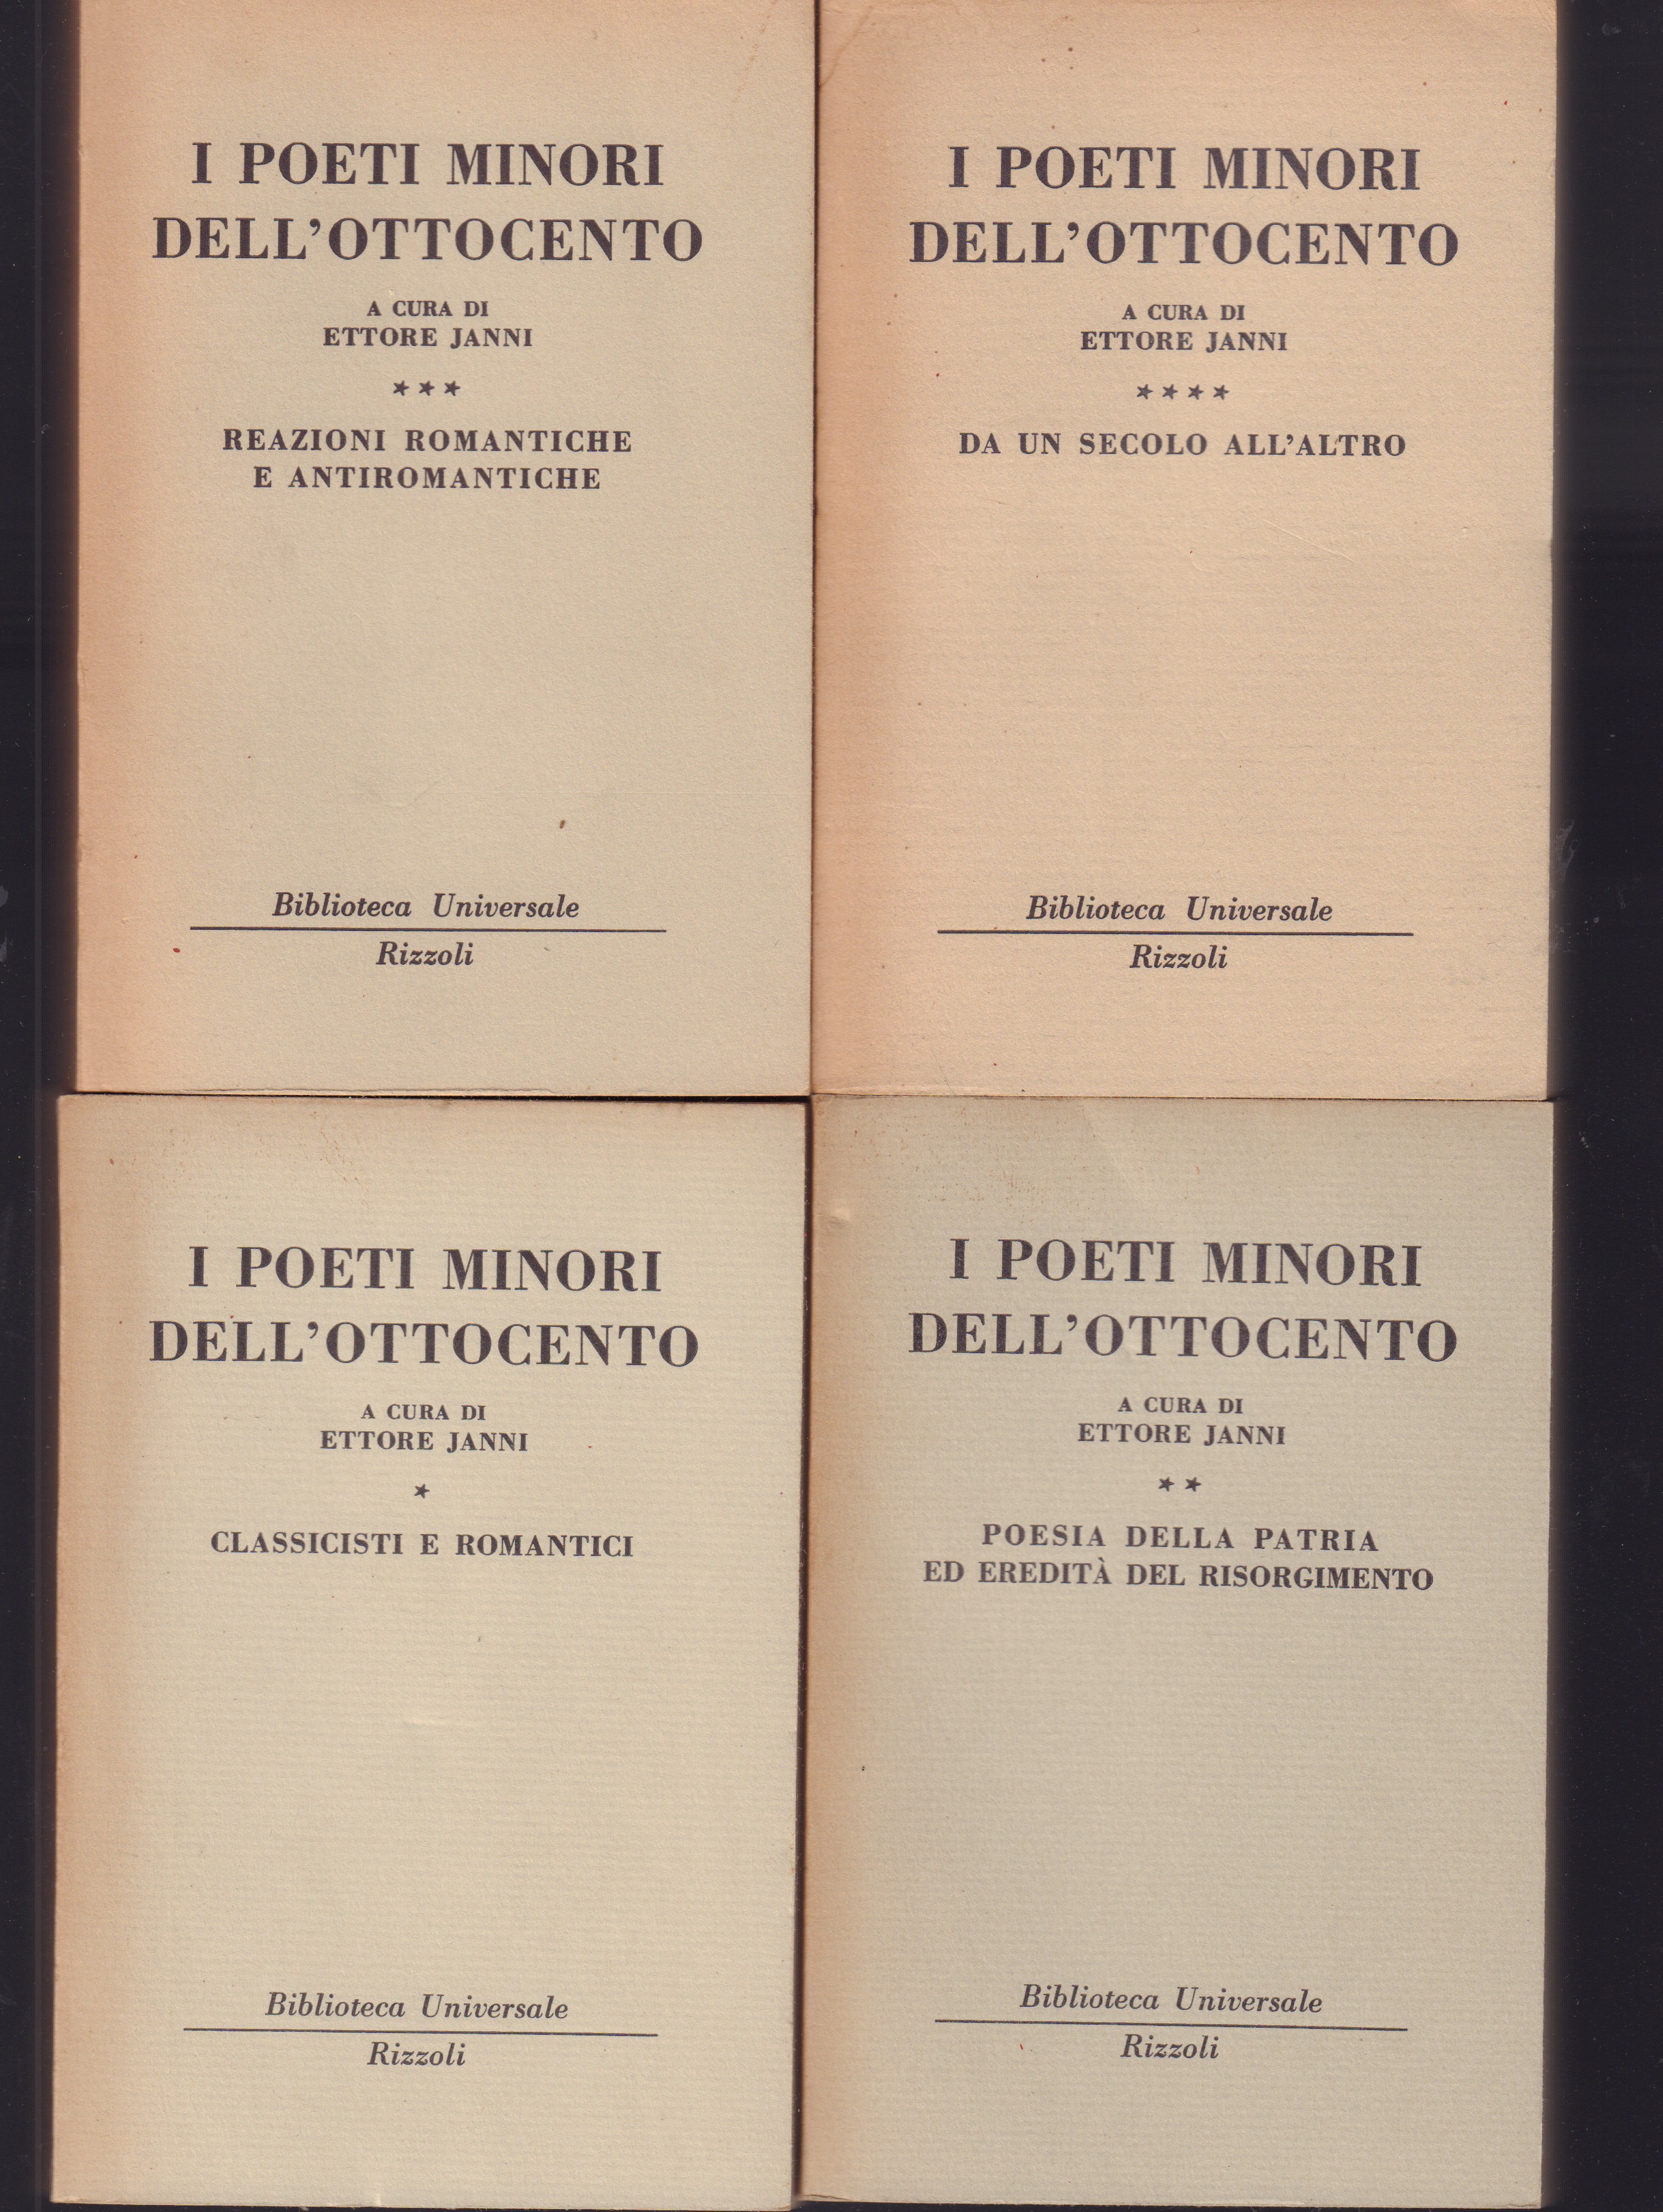 I POETI MINORI
DELL'OTTOCENTO
A CURA DI
ETTORE JANNI
★ ★ ★
REAZIONI ROMANTICHE
E ANTIROMANTICHE
Biblioteca Universale
Rizzoli
I POETI MINORI
DELL'OTTOCENTO
A CURA DI
ETTORE JANNI
★ ★ ★ ★
DA UN SECOLO ALL'ALTRO
Biblioteca Universale
Rizzoli
I POETI MINORI
DELL'OTTOCENTO
A CURA DI
ETTORE JANNI
★
CLASSICISTI E ROMANTICI
Biblioteca Universale
Rizzoli
I POETI MINORI
DELL'OTTOCENTO
A CURA DI
ETTORE JANNI
★ ★
POESIA DELLA PATRIA
ED EREDITÀ DEL RISORGIMENTO
Biblioteca Universale
Rizzoli